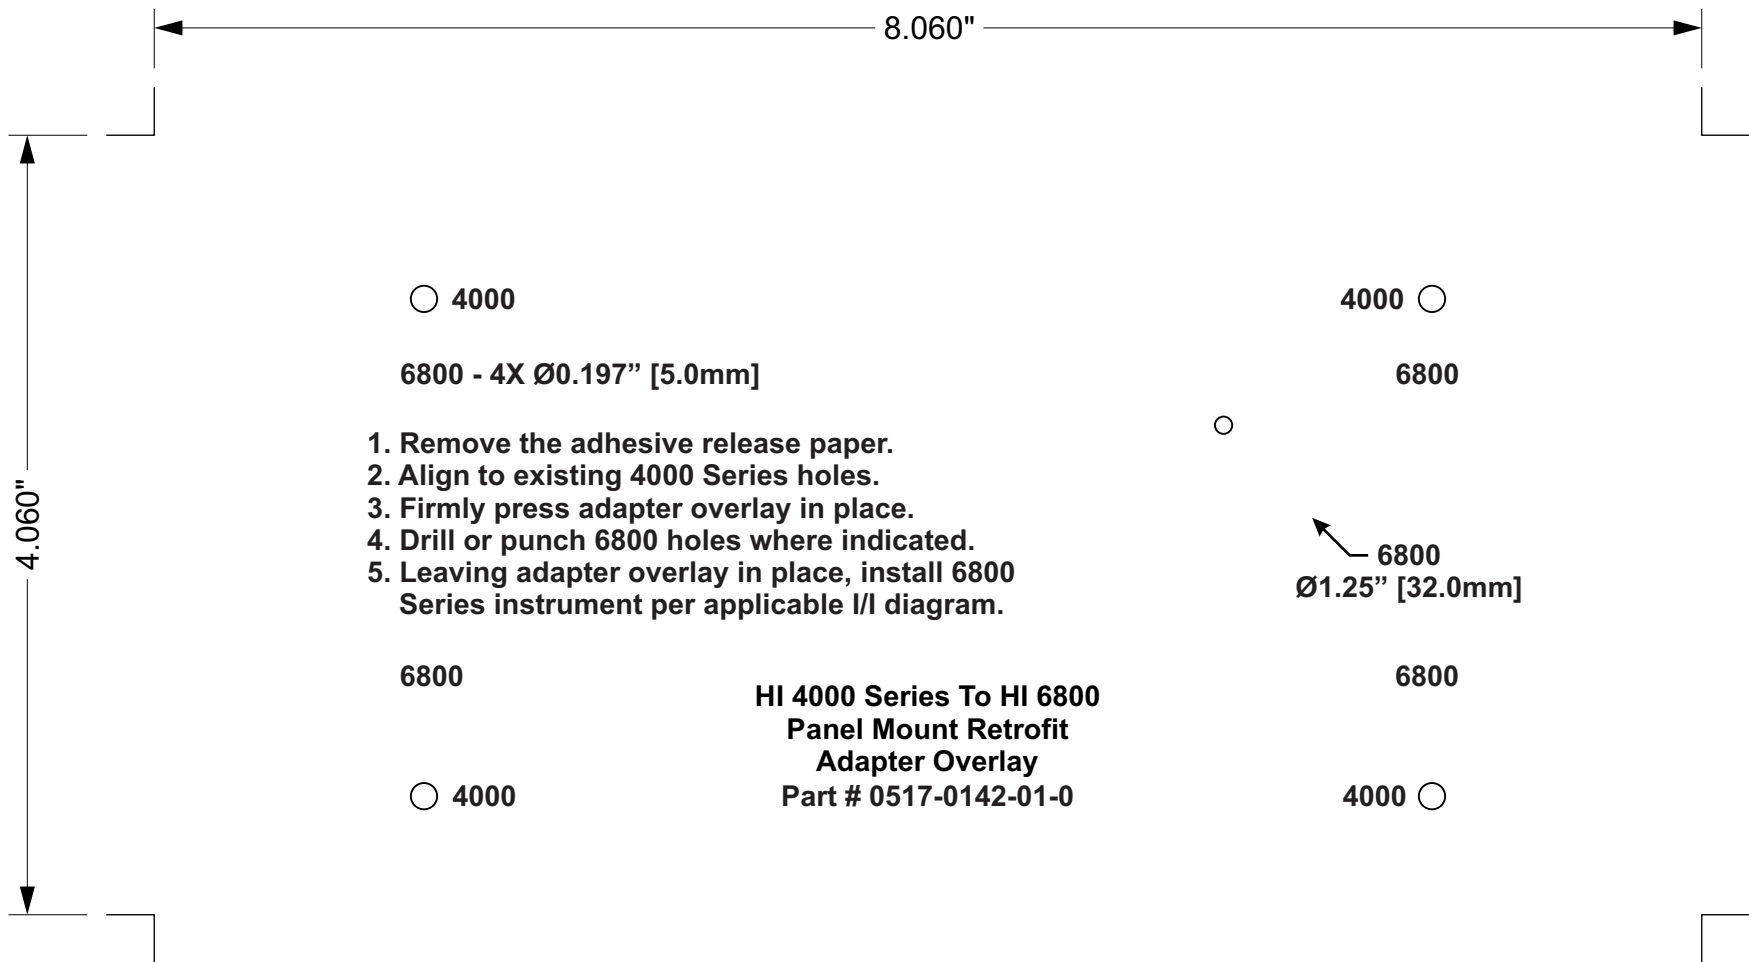 8.060"
4.060"
4000 4000
6800 - 4X Ø0.197” [5.0mm] 6800
1. Remove the adhesive release paper.
2. Align to existing 4000 Series holes.
3. Firmly press adapter overlay in place.
4. Drill or punch 6800 holes where indicated.
5. Leaving adapter overlay in place, install 6800
Series instrument per applicable I/I diagram.
6800
Ø1.25” [32.0mm]
6800 6800
HI 4000 Series To HI 6800
Panel Mount Retrofit
Adapter Overlay
4000 Part # 0517-0142-01-0 4000